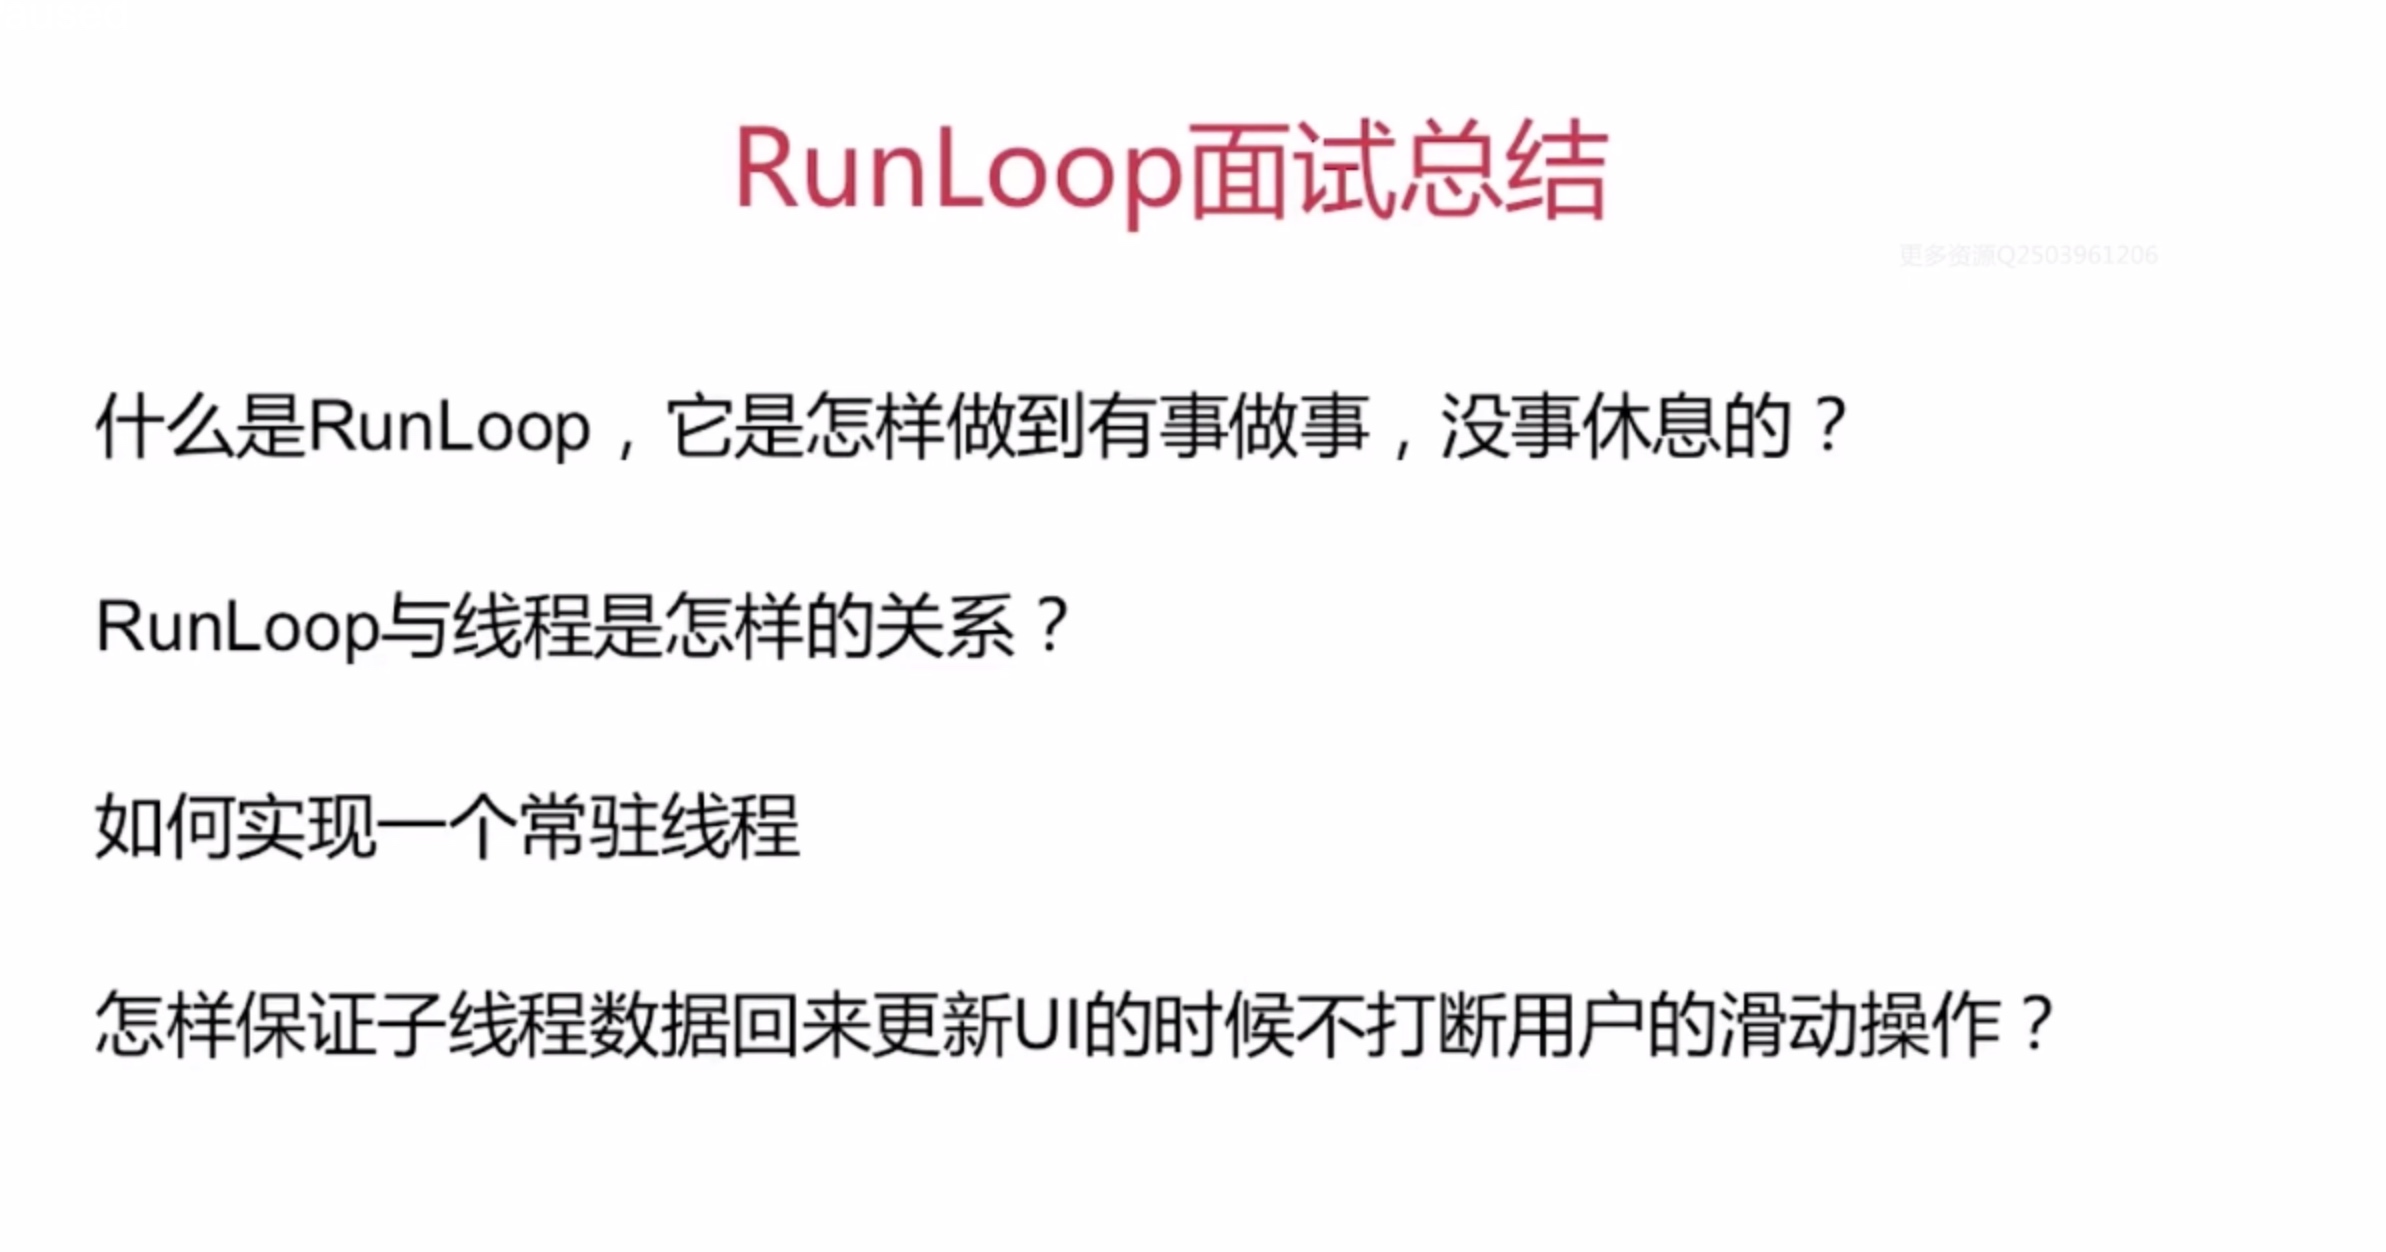 RunLoop面试总结
更多资源Q2503961206
什么是RunLoop，它是怎样做到有事做事，没事休息的？
RunLoop与线程是怎样的关系？
如何实现一个常驻线程
怎样保证子线程数据回来更新UI的时候不打断用户的滑动操作？